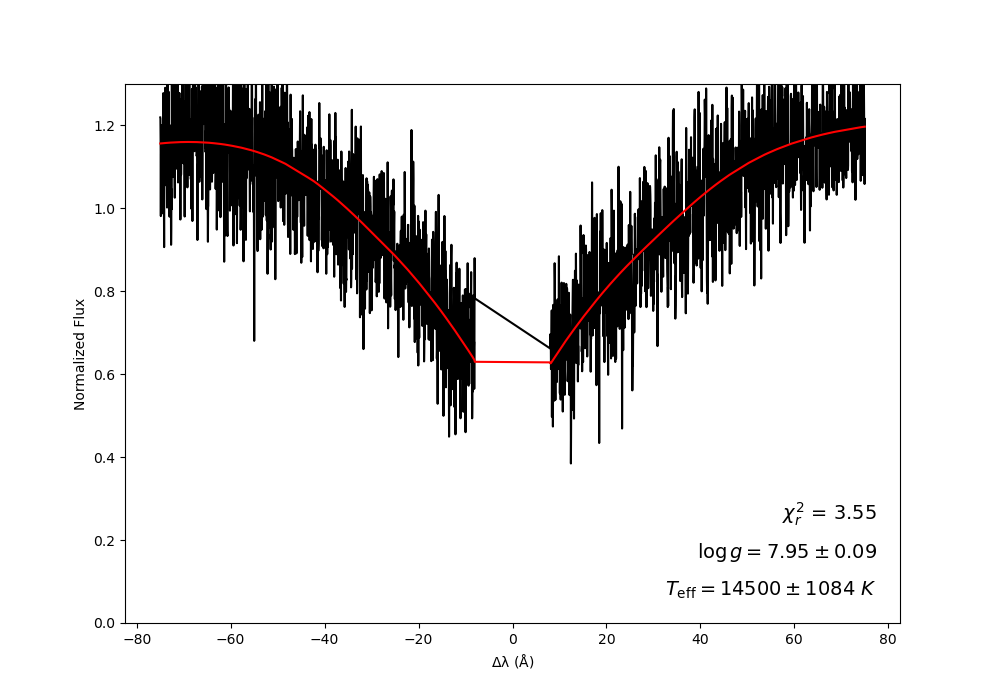 1.2
1.0
0.8
0.6
0.4
0.2
0.0
Normalized Flux
χ²ᵣ = 3.55
log g = 7.95 ± 0.09
T_eff = 14500 ± 1084 K
−80 −60 −40 −20 0 20 40 60 80
Δλ (Å)